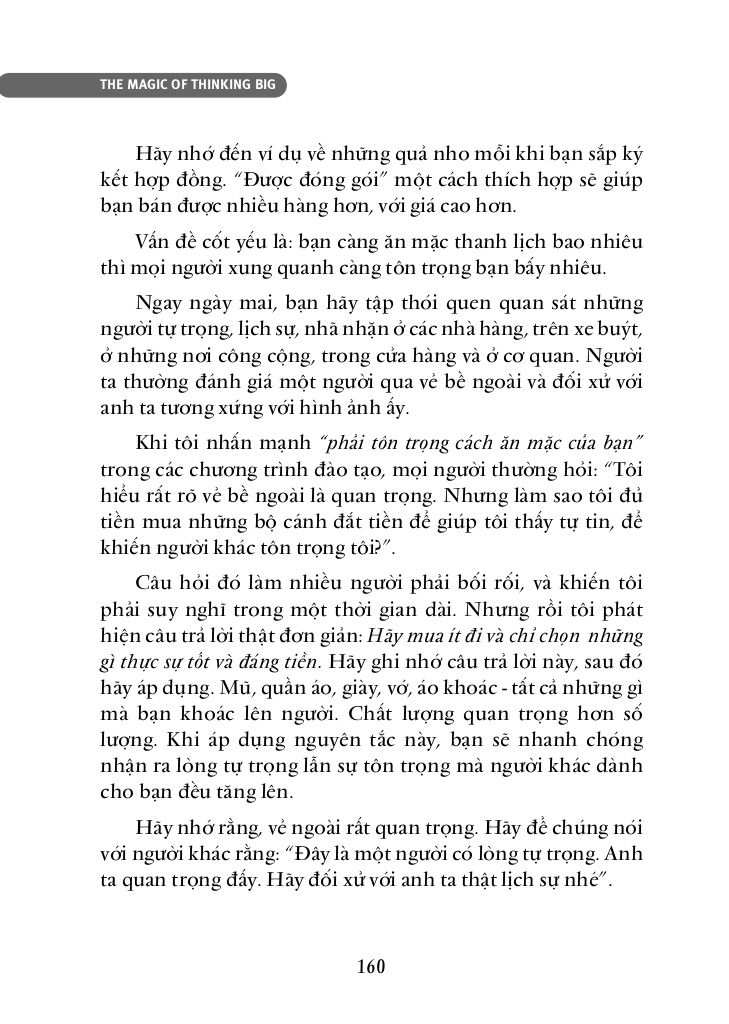 THE MAGIC OF THINKING BIG
Hãy nhớ đến ví dụ về những quả nho mỗi khi bạn sắp ký
kết hợp đồng. “Được đóng gói” một cách thích hợp sẽ giúp
bạn bán được nhiều hàng hơn, với giá cao hơn.
Vấn đề cốt yếu là: bạn càng ăn mặc thanh lịch bao nhiêu
thì mọi người xung quanh càng tôn trọng bạn bấy nhiêu.
Ngay ngày mai, bạn hãy tập thói quen quan sát những
người tự trọng, lịch sự, nhã nhặn ở các nhà hàng, trên xe buýt,
ở những nơi công cộng, trong cửa hàng và ở cơ quan. Người
ta thường đánh giá một người qua vẻ bề ngoài và đối xử với
anh ta tương xứng với hình ảnh ấy.
Khi tôi nhấn mạnh “phải tôn trọng cách ăn mặc của bạn”
trong các chương trình đào tạo, mọi người thường hỏi: “Tôi
hiểu rất rõ vẻ bề ngoài là quan trọng. Nhưng làm sao tôi đủ
tiền mua những bộ cánh đắt tiền để giúp tôi thấy tự tin, để
khiến người khác tôn trọng tôi?”.
Câu hỏi đó làm nhiều người phải bối rối, và khiến tôi
phải suy nghĩ trong một thời gian dài. Nhưng rồi tôi phát
hiện câu trả lời thật đơn giản: Hãy mua ít đi và chỉ chọn những
gì thực sự tốt và đáng tiền. Hãy ghi nhớ câu trả lời này, sau đó
hãy áp dụng. Mũ, quần áo, giày, vớ, áo khoác - tất cả những gì
mà bạn khoác lên người. Chất lượng quan trọng hơn số
lượng. Khi áp dụng nguyên tắc này, bạn sẽ nhanh chóng
nhận ra lòng tự trọng lẫn sự tôn trọng mà người khác dành
cho bạn đều tăng lên.
Hãy nhớ rằng, vẻ ngoài rất quan trọng. Hãy để chúng nói
với người khác rằng: “Đây là một người có lòng tự trọng. Anh
ta quan trọng đấy. Hãy đối xử với anh ta thật lịch sự nhé”.
160